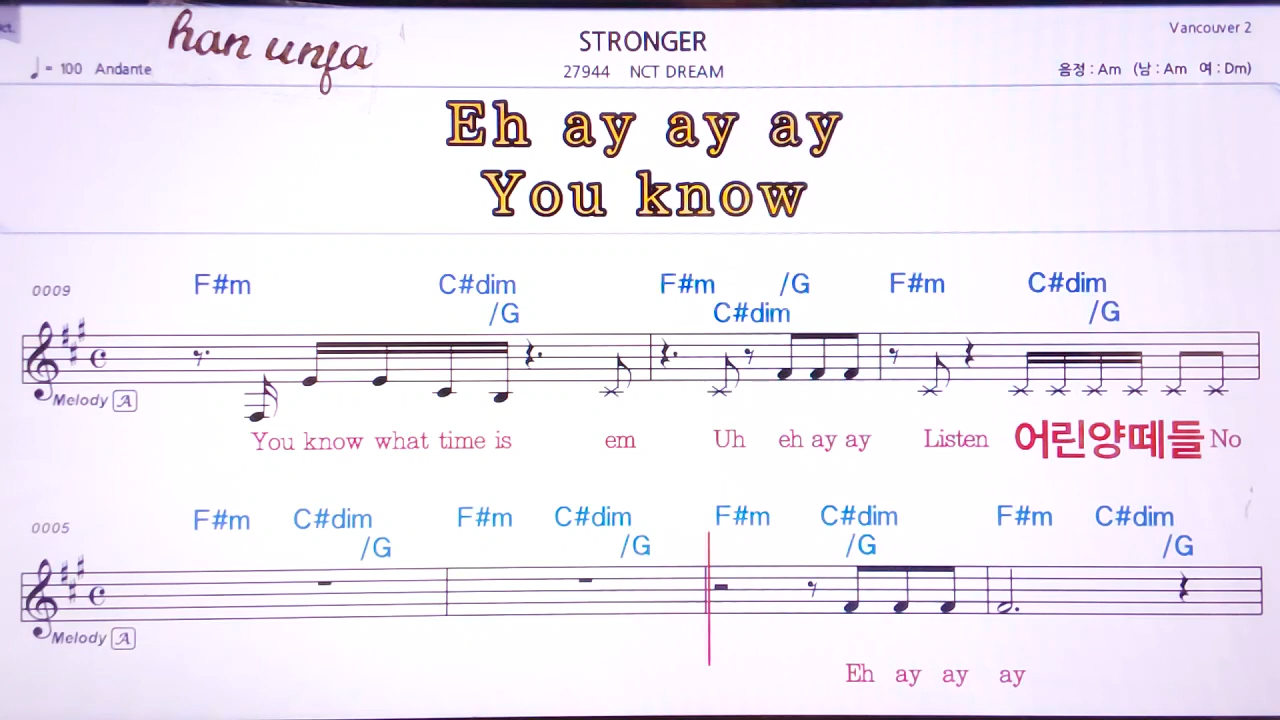 han unja
STRONGER
Vancouver 2
♩= 100 Andante
27944 NCT DREAM
음정 : Am (남 : Am 여 : Dm)
Eh ay ay ay
You know
F#m C#dim F#m /G F#m C#dim
0009
/G C#dim /G
Melody A
You know what time is em Uh eh ay ay Listen 어린양떼들 No
0005
F#m C#dim F#m C#dim F#m C#dim F#m C#dim
/G /G /G /G
Melody A
Eh ay ay ay